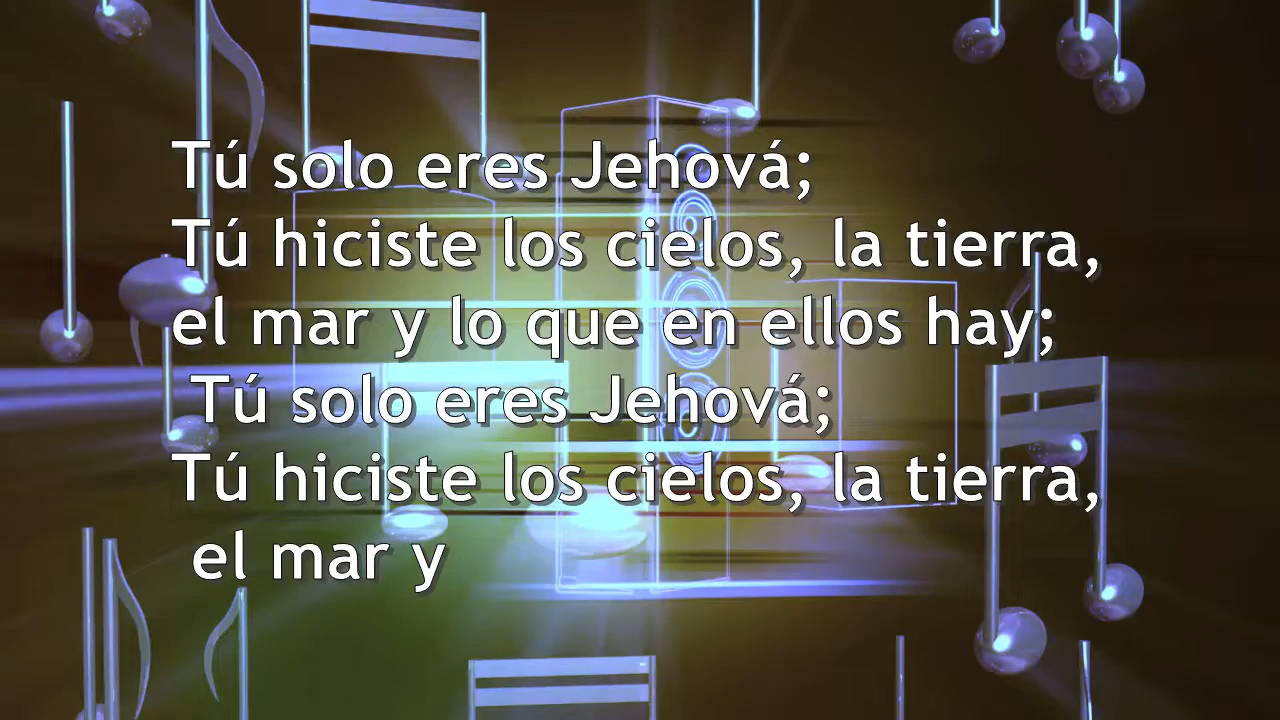 Tú solo eres Jehová;
Tú hiciste los cielos, la tierra,
el mar y lo que en ellos hay;
Tú solo eres Jehová;
Tú hiciste los cielos, la tierra,
el mar y